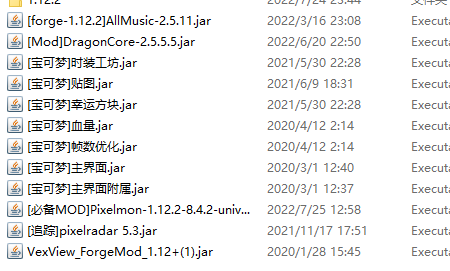 1.12.2 2022/7/24 23:44 文件夹
[forge-1.12.2]AllMusic-2.5.11.jar 2022/3/16 23:08 Executa
[Mod]DragonCore-2.5.5.5.jar 2022/6/20 22:50 Executa
[宝可梦]时装工坊.jar 2021/5/30 22:28 Executa
[宝可梦]贴图.jar 2021/6/9 18:31 Executa
[宝可梦]幸运方块.jar 2021/5/30 22:28 Executa
[宝可梦]血量.jar 2020/4/12 2:14 Executa
[宝可梦]帧数优化.jar 2020/4/12 2:14 Executa
[宝可梦]主界面.jar 2020/3/1 12:40 Executa
[宝可梦]主界面附属.jar 2020/3/1 12:37 Executa
[必备MOD]Pixelmon-1.12.2-8.4.2-univ... 2022/7/25 12:58 Executa
[追踪]pixelradar 5.3.jar 2021/11/17 17:51 Executa
VexView_ForgeMod_1.12+(1).jar 2020/1/28 15:45 Executa